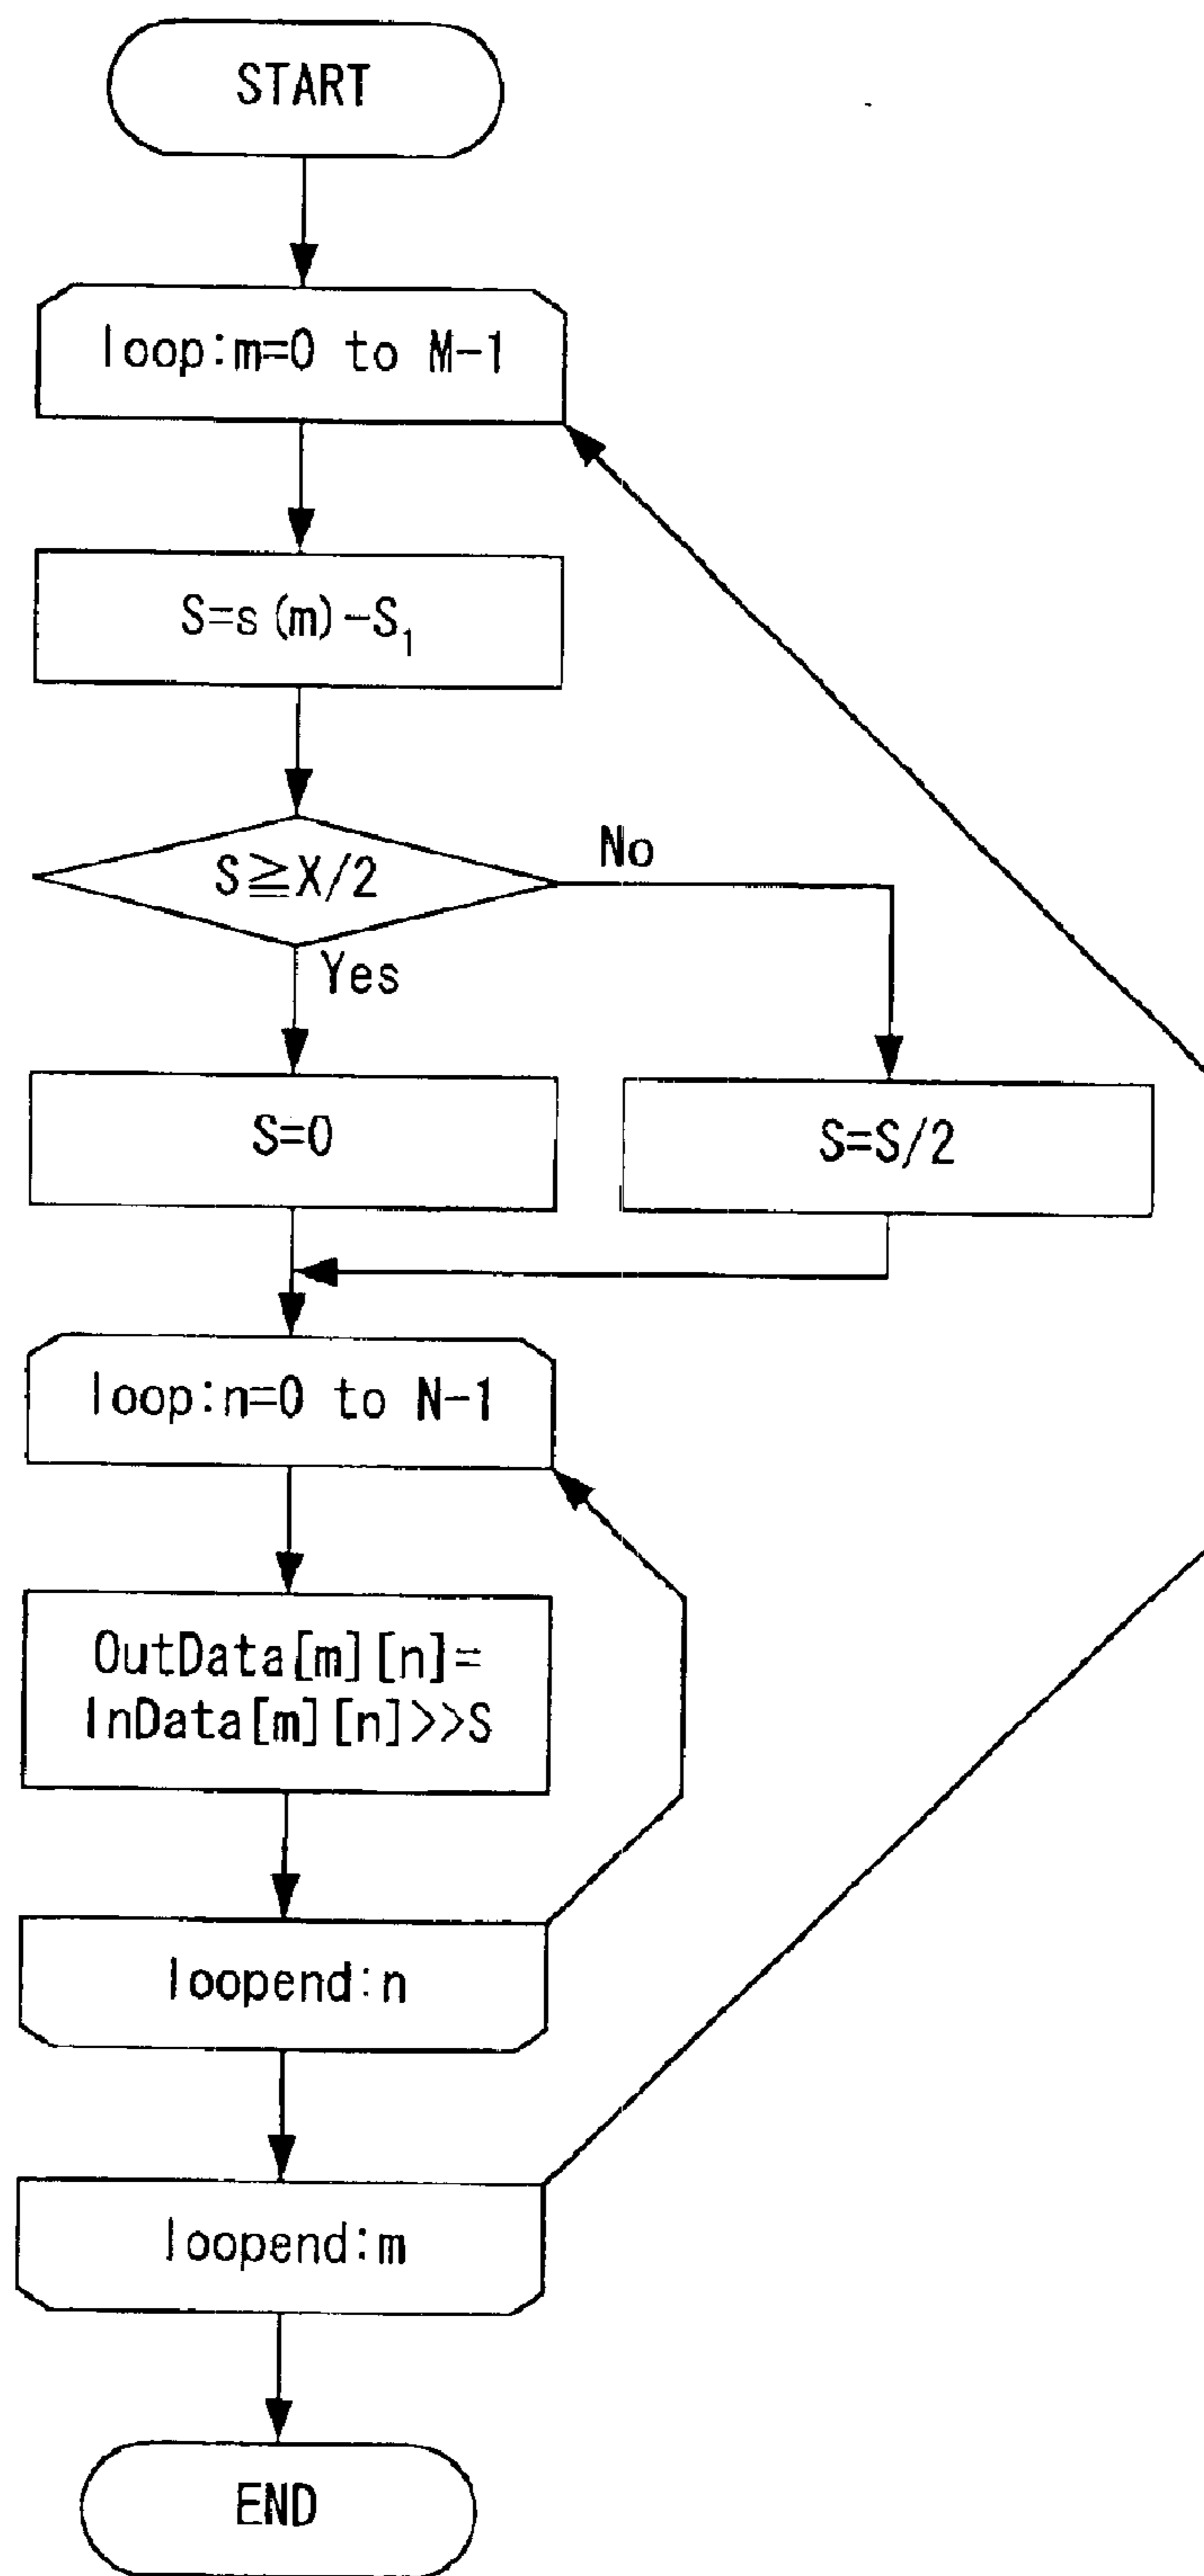 START
loop:m=0 to M-1
S=s(m)-S₁
S≧X/2
No
Yes
S=0
S=S/2
loop:n=0 to N-1
OutData[m][n]=
InData[m][n]>>S
loopend:n
loopend:m
END